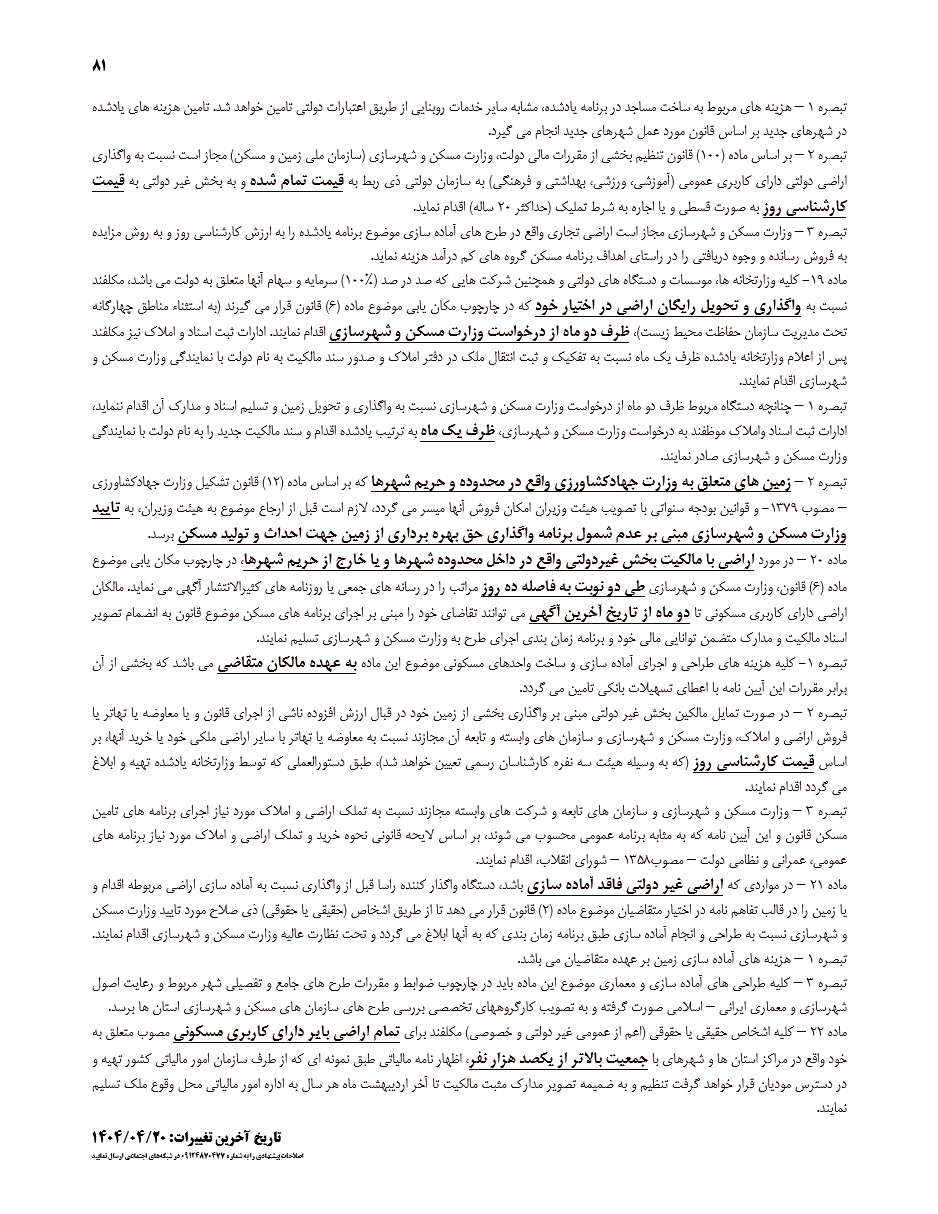 ۸۱
تبصره ۱ – هزینه های مربوط به ساخت مساجد در برنامه یادشده، مشابه سایر خدمات روبنایی از طریق اعتبارات دولتی تامین خواهد شد. تامین هزینه های یادشده
در شهرهای جدید بر اساس قانون مورد عمل شهرهای جدید انجام می گیرد.
تبصره ۲ – بر اساس ماده (۱۰۰) قانون تنظیم بخشی از مقررات مالی دولت، وزارت مسکن و شهرسازی (سازمان ملی زمین و مسکن) مجاز است نسبت به واگذاری
اراضی دولتی دارای کاربری عمومی (آموزشی، ورزشی، بهداشتی و فرهنگی) به سازمان دولتی ذی ربط به قیمت تمام شده و به بخش غیر دولتی به قیمت
کارشناسی روز به صورت قسطی و یا اجاره به شرط تملیک (حداکثر ۲۰ ساله) اقدام نماید.
تبصره ۳ – وزارت مسکن و شهرسازی مجاز است اراضی تجاری واقع در طرح های آماده سازی موضوع برنامه یادشده را به ارزش کارشناسی روز و به روش مزایده
به فروش رسانده و وجوه دریافتی را در راستای اهداف برنامه مسکن گروه های کم درآمد هزینه نماید.
ماده ۱۹- کلیه وزارتخانه ها، موسسات و دستگاه های دولتی و همچنین شرکت هایی که صد در صد (۱۰۰٪) سرمایه و سهام آنها متعلق به دولت می باشد، مکلفند
نسبت به واگذاری و تحویل رایگان اراضی در اختیار خود که در چارچوب مکان یابی موضوع ماده (۶) قانون قرار می گیرند (به استثناء مناطق چهارگانه
تحت مدیریت سازمان حفاظت محیط زیست)، ظرف دو ماه از درخواست وزارت مسکن و شهرسازی اقدام نمایند. ادارات ثبت اسناد و املاک نیز مکلفند
پس از اعلام وزارتخانه یادشده ظرف یک ماه نسبت به تفکیک و ثبت انتقال ملک در دفتر املاک و صدور سند مالکیت به نام دولت با نمایندگی وزارت مسکن و
شهرسازی اقدام نمایند.
تبصره ۱ – چنانچه دستگاه مربوط ظرف دو ماه از درخواست وزارت مسکن و شهرسازی نسبت به واگذاری و تحویل زمین و تسلیم اسناد و مدارک آن اقدام ننماید،
ادارات ثبت اسناد واملاک موظفند به درخواست وزارت مسکن و شهرسازی، ظرف یک ماه به ترتیب یادشده اقدام و سند مالکیت جدید را به نام دولت با نمایندگی
وزارت مسکن و شهرسازی صادر نمایند.
تبصره ۲ – زمین های متعلق به وزارت جهادکشاورزی واقع در محدوده و حریم شهرها که بر اساس ماده (۱۲) قانون تشکیل وزارت جهادکشاورزی
– مصوب ۱۳۷۹- و قوانین بودجه سنواتی با تصویب هیئت وزیران امکان فروش آنها میسر می گردد، لازم است قبل از ارجاع موضوع به هیئت وزیران، به تایید
وزارت مسکن و شهرسازی مبنی بر عدم شمول برنامه واگذاری حق بهره برداری از زمین جهت احداث و تولید مسکن برسد.
ماده ۲۰ – در مورد اراضی با مالکیت بخش غیردولتی واقع در داخل محدوده شهرها و یا خارج از حریم شهرها، در چارچوب مکان یابی موضوع
ماده (۶) قانون، وزارت مسکن و شهرسازی طی دو نوبت به فاصله ده روز مراتب را در رسانه های جمعی یا روزنامه های کثیرالانتشار آگهی می نماید. مالکان
اراضی دارای کاربری مسکونی تا دو ماه از تاریخ آخرین آگهی می توانند تقاضای خود را مبنی بر اجرای برنامه های مسکن موضوع قانون به انضمام تصویر
اسناد مالکیت و مدارک متضمن توانایی مالی خود و برنامه زمان بندی اجرای طرح به وزارت مسکن و شهرسازی تسلیم نمایند.
تبصره ۱- کلیه هزینه های طراحی و اجرای آماده سازی و ساخت واحدهای مسکونی موضوع این ماده به عهده مالکان متقاضی می باشد که بخشی از آن
برابر مقررات این آیین نامه با اعطای تسهیلات بانکی تامین می گردد.
تبصره ۲ – در صورت تمایل مالکین بخش غیر دولتی مبنی بر واگذاری بخشی از زمین خود در قبال ارزش افزوده ناشی از اجرای قانون و یا معاوضه یا تهاتر یا
فروش اراضی و املاک، وزارت مسکن و شهرسازی و سازمان های وابسته و تابعه آن مجازند نسبت به معاوضه یا تهاتر با سایر اراضی ملکی خود یا خرید آنها، بر
اساس قیمت کارشناسی روز (که به وسیله هیئت سه نفره کارشناسان رسمی تعیین خواهد شد)، طبق دستورالعملی که توسط وزارتخانه یادشده تهیه و ابلاغ
می گردد اقدام نمایند.
تبصره ۳ – وزارت مسکن و شهرسازی و سازمان های تابعه و شرکت های وابسته مجازند نسبت به تملک اراضی و املاک مورد نیاز اجرای برنامه های تامین
مسکن قانون و این آیین نامه که به مثابه برنامه عمومی محسوب می شوند، بر اساس لایحه قانونی نحوه خرید و تملک اراضی و املاک مورد نیاز برنامه های
عمومی، عمرانی و نظامی دولت – مصوب۱۳۵۸ – شورای انقلاب، اقدام نمایند.
ماده ۲۱ – در مواردی که اراضی غیر دولتی فاقد آماده سازی باشد، دستگاه واگذار کننده راسا قبل از واگذاری نسبت به آماده سازی اراضی مربوطه اقدام و
یا زمین را در قالب تفاهم نامه در اختیار متقاضیان موضوع ماده (۲) قانون قرار می دهد تا از طریق اشخاص (حقیقی یا حقوقی) ذی صلاح مورد تایید وزارت مسکن
و شهرسازی نسبت به طراحی و انجام آماده سازی طبق برنامه زمان بندی که به آنها ابلاغ می گردد و تحت نظارت عالیه وزارت مسکن و شهرسازی اقدام نمایند.
تبصره ۱ – هزینه های آماده سازی زمین بر عهده متقاضیان می باشد.
تبصره ۳ – کلیه طراحی های آماده سازی و معماری موضوع این ماده باید در چارچوب ضوابط و مقررات طرح های جامع و تفصیلی شهر مربوط و رعایت اصول
شهرسازی و معماری ایرانی – اسلامی صورت گرفته و به تصویب کارگروههای تخصصی بررسی طرح های سازمان های مسکن و شهرسازی استان ها برسد.
ماده ۲۲ – کلیه اشخاص حقیقی یا حقوقی (اعم از عمومی غیر دولتی و خصوصی) مکلفند برای تمام اراضی بایر دارای کاربری مسکونی مصوب متعلق به
خود واقع در مراکز استان ها و شهرهای با جمعیت بالاتر از یکصد هزار نفر، اظهار نامه مالیاتی طبق نمونه ای که از طرف سازمان امور مالیاتی کشور تهیه و
در دسترس مودیان قرار خواهد گرفت تنظیم و به ضمیمه تصویر مدارک مثبت مالکیت تا آخر اردیبهشت ماه هر سال به اداره امور مالیاتی محل وقوع ملک تسلیم
نمایند.
تاریخ آخرین تغییرات: ۱۴۰۴/۰۴/۲۰
اصلاحات پیشنهادی را به شماره ۰۹۱۲۴۸۷۰۴۷۷ در شبکه‌های اجتماعی ارسال نمایید